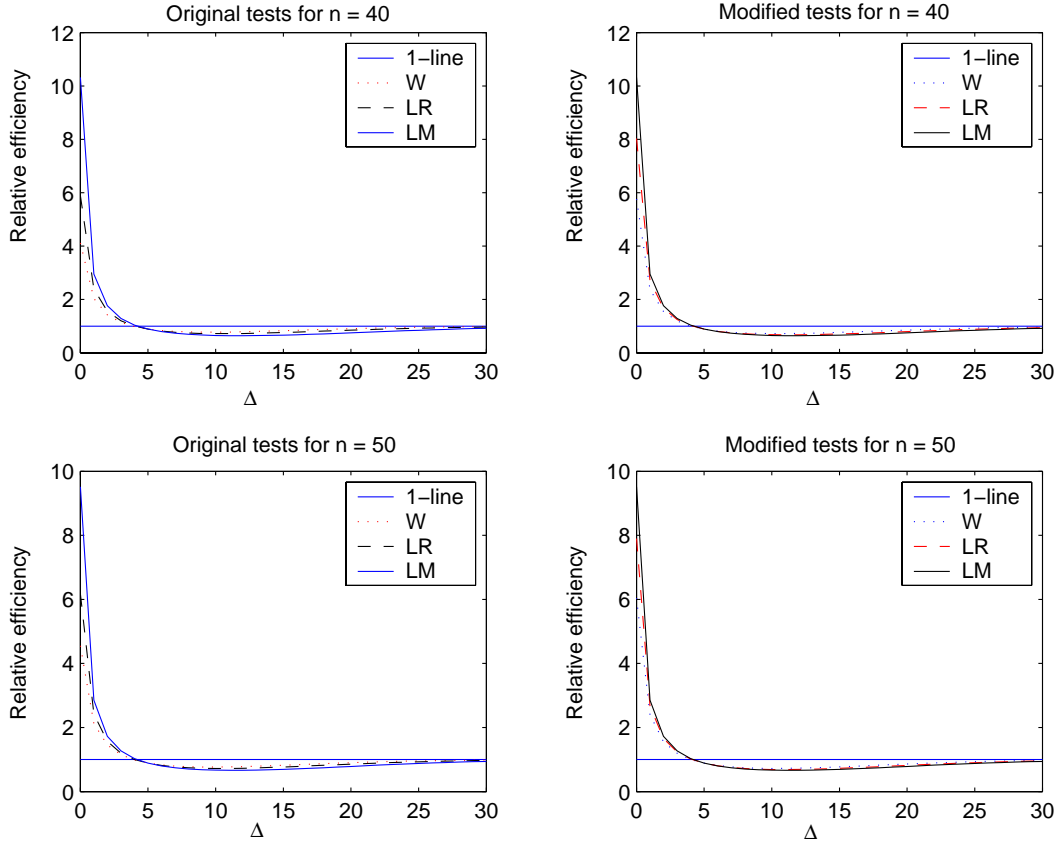 Original tests for n = 40
12
10
8
6
4
2
0
Relative efficiency
1−line
W
LR
LM
0 5 10 15 20 25 30
Δ
Modified tests for n = 40
12
10
8
6
4
2
0
Relative efficiency
1−line
W
LR
LM
0 5 10 15 20 25 30
Δ
Original tests for n = 50
10
8
6
4
2
0
Relative efficiency
1−line
W
LR
LM
0 5 10 15 20 25 30
Δ
Modified tests for n = 50
10
8
6
4
2
0
Relative efficiency
1−line
W
LR
LM
0 5 10 15 20 25 30
Δ